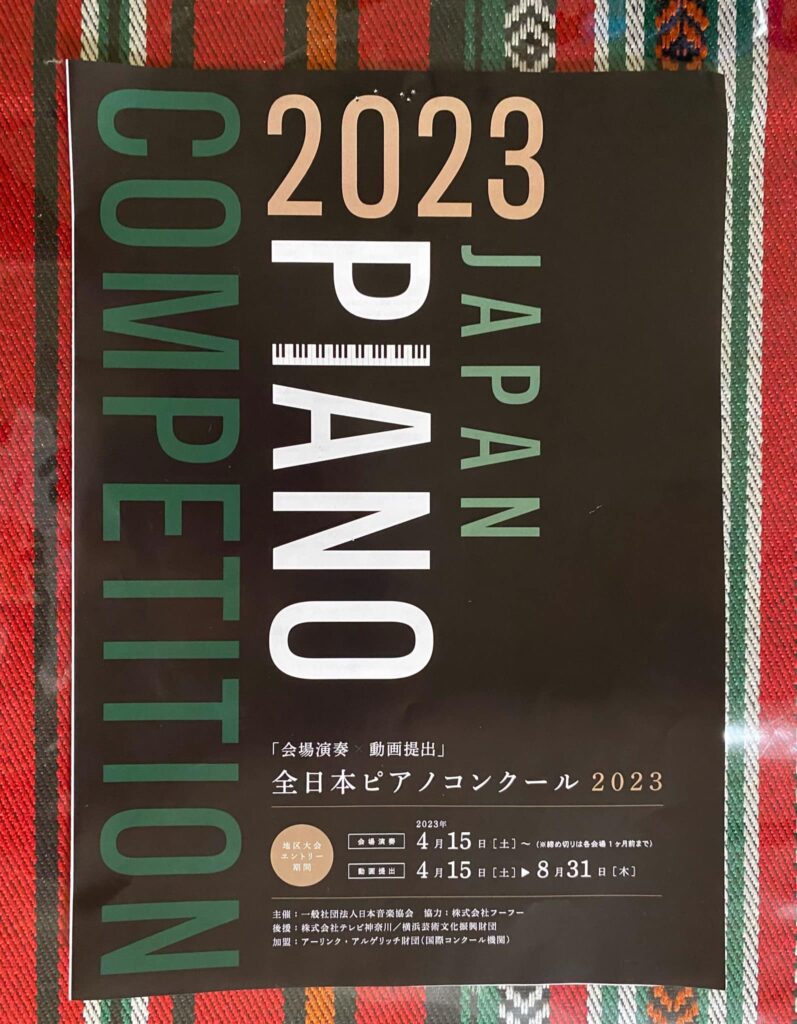 2023
JAPAN
PIANO
COMPETITION
「会場演奏×動画提出」
全日本ピアノコンクール 2023
地区大会
エントリー
期間
2023年
会場演奏 4月15日［土］～（※締め切りは各会場1ヶ月前まで）
動画提出 4月15日［土］▶8月31日［木］
主催：一般社団法人日本音楽協会 協力：株式会社フーフー
後援：株式会社テレビ神奈川／横浜芸術文化振興財団
加盟：アーリンク・アルゲリッチ財団（国際コンクール機関）